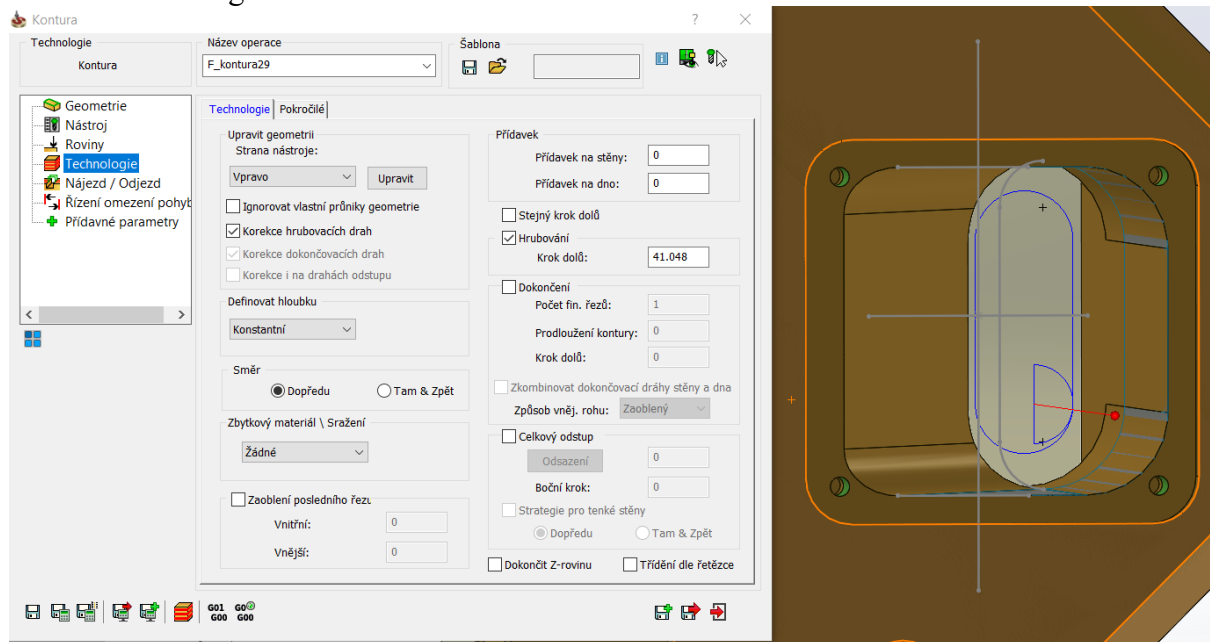 Kontura
Technologie
Kontura
Název operace
F_kontura29
Šablona
Geometrie
Nástroj
Roviny
Technologie
Nájezd / Odjezd
Řízení omezení pohyb
Přídavné parametry
Technologie
Pokročilé
Upravit geometrii
Strana nástroje:
Vpravo
Upravit
Ignorovat vlastní průniky geometrie
Korekce hrubovacích drah
Korekce dokončovacích drah
Korekce i na drahách odstupu
Definovat hloubku
Konstantní
Směr
Dopředu
Tam & Zpět
Zbytkový materiál \ Sražení
Žádné
Zaoblení posledního řezu
Vnitřní: 0
Vnější: 0
Přídavek
Přídavek na stěny: 0
Přídavek na dno: 0
Stejný krok dolů
Hrubování
Krok dolů: 41.048
Dokončení
Počet fin. řezů: 1
Prodloužení kontury: 0
Krok dolů: 0
Zkombinovat dokončovací dráhy stěny a dna
Způsob vněj. rohu: Zaoblený
Celkový odstup
Odsazení 0
Boční krok: 0
Strategie pro tenké stěny
Dopředu
Tam & Zpět
Dokončit Z-rovinu
Třídění dle řetězce
G01 G0
G00 G00